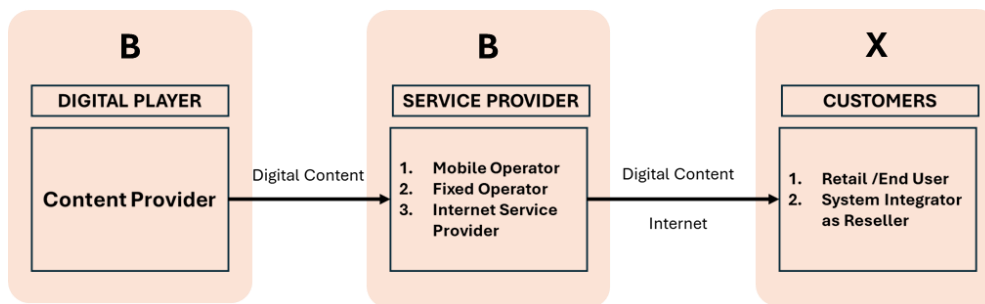 B
DIGITAL PLAYER
Content Provider
Digital Content
B
SERVICE PROVIDER
1. Mobile Operator
2. Fixed Operator
3. Internet Service
Provider
Digital Content
Internet
X
CUSTOMERS
1. Retail /End User
2. System Integrator
as Reseller